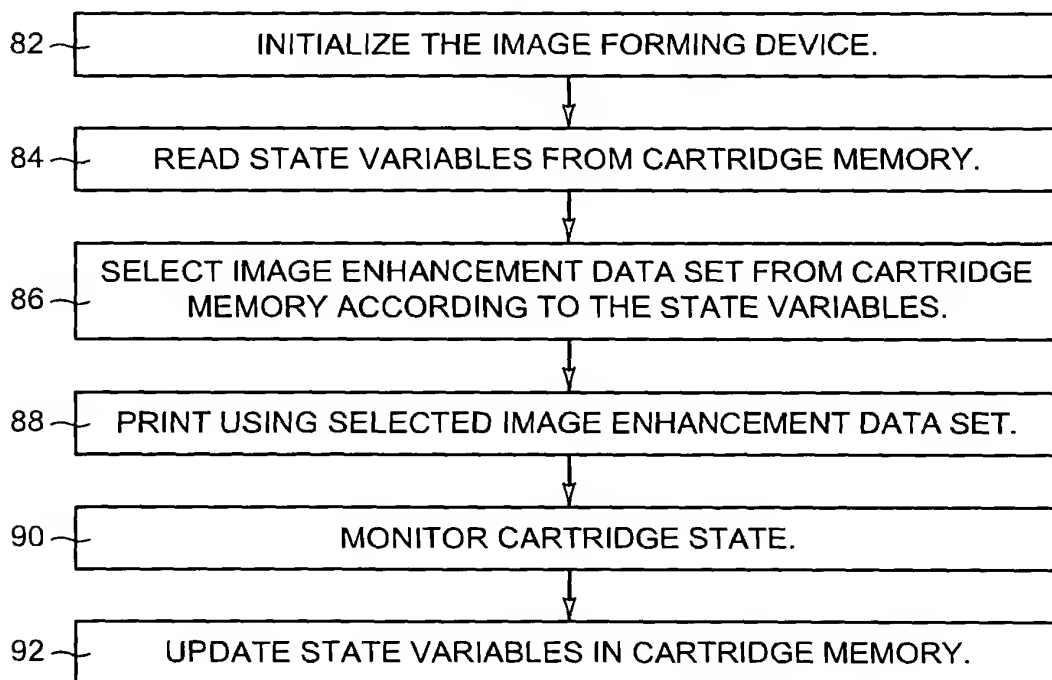 82 INITIALIZE THE IMAGE FORMING DEVICE.
84 READ STATE VARIABLES FROM CARTRIDGE MEMORY.
SELECT IMAGE ENHANCEMENT DATA SET FROM CARTRIDGE
86 MEMORY ACCORDING TO THE STATE VARIABLES.
88 PRINT USING SELECTED IMAGE ENHANCEMENT DATA SET.
90 MONITOR CARTRIDGE STATE.
92 UPDATE STATE VARIABLES IN CARTRIDGE MEMORY.